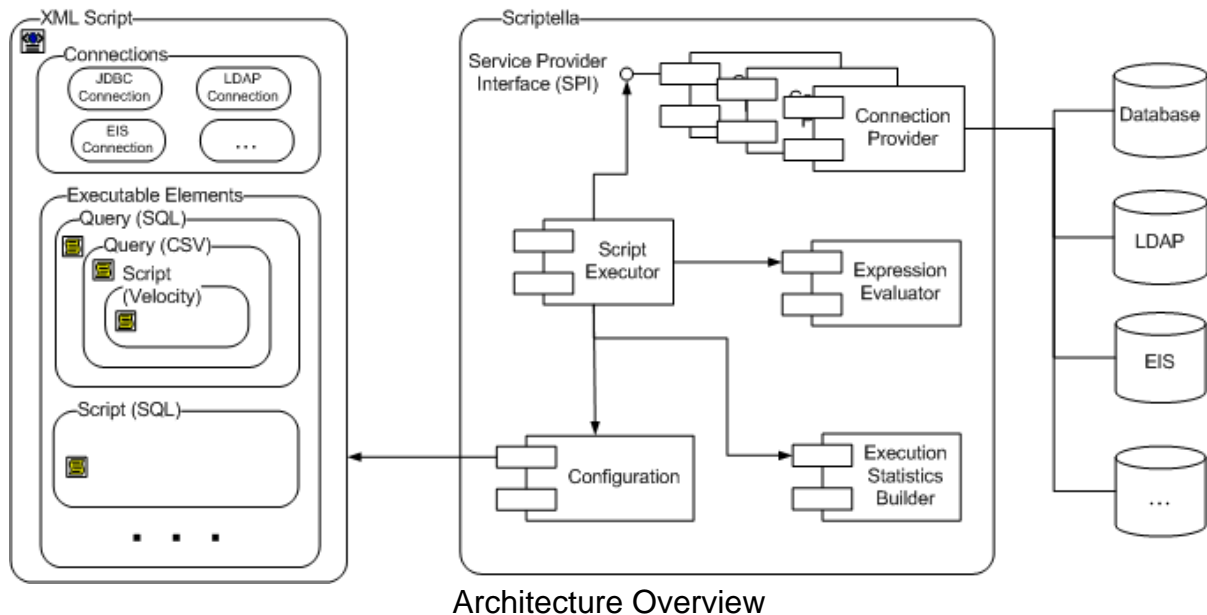 XML Script
Connections
JDBC
Connection
LDAP
Connection
EIS
Connection
...
Executable Elements
Query (SQL)
Query (CSV)
Script
(Velocity)
Script (SQL)
. . .
Scriptella
Service Provider
Interface (SPI)
Connection
Provider
Script
Executor
Expression
Evaluator
Configuration
Execution
Statistics
Builder
Database
LDAP
EIS
...
Architecture Overview